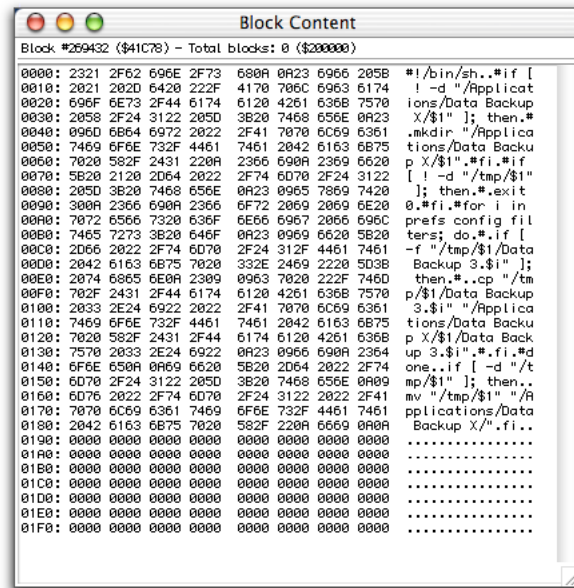 Block Content
Block #269432 ($41C78) – Total blocks: 0 ($200000)
0000: 2321 2F62 696E 2F73  680A 0A23 6966 205B  #!/bin/sh..#if [
0010: 2021 202D 6420 222F  4170 706C 6963 6174   ! -d "/Applicat
0020: 696F 6E73 2F44 6174  6120 4261 636B 7570  ions/Data Backup
0030: 2058 2F24 3122 205D  3B20 7468 656E 0A23   X/$1" ]; then.#
0040: 096D 6B64 6972 2022  2F41 7070 6C69 6361  .mkdir "/Applica
0050: 7469 6F6E 732F 4461  7461 2042 6163 6B75  tions/Data Backu
0060: 7020 582F 2431 220A  2366 690A 2369 6620  p X/$1".#fi.#if 
0070: 5B20 2120 2D64 2022  2F74 6D70 2F24 3122  [ ! -d "/tmp/$1"
0080: 205D 3B20 7468 656E  0A23 0965 7869 7420   ]; then.#.exit 
0090: 300A 2366 690A 2366  6F72 2069 2069 6E20  0.#fi.#for i in 
00A0: 7072 6566 7320 636F  6E66 6967 2066 696C  prefs config fil
00B0: 7465 7273 3B20 646F  0A23 0969 6620 5B20  ters; do.#.if [ 
00C0: 2D66 2022 2F74 6D70  2F24 312F 4461 7461  -f "/tmp/$1/Data
00D0: 2042 6163 6B75 7020  332E 2469 2220 5D3B   Backup 3.$i" ];
00E0: 2074 6865 6E0A 2309  0963 7020 222F 746D   then.#..cp "/tm
00F0: 702F 2431 2F44 6174  6120 4261 636B 7570  p/$1/Data Backup
0100: 2033 2E24 6922 2022  2F41 7070 6C69 6361   3.$i" "/Applica
0110: 7469 6F6E 732F 4461  7461 2042 6163 6B75  tions/Data Backu
0120: 7020 582F 2431 2F44  6174 6120 4261 636B  p X/$1/Data Back
0130: 7570 2033 2E24 6922  0A23 0966 690A 2364  up 3.$i".#.fi.#d
0140: 6F6E 650A 0A69 6620  5B20 2D64 2022 2F74  one..if [ -d "/t
0150: 6D70 2F24 3122 205D  3B20 7468 656E 0A09  mp/$1" ]; then..
0160: 6D76 2022 2F74 6D70  2F24 3122 2022 2F41  mv "/tmp/$1" "/A
0170: 7070 6C69 6361 7469  6F6E 732F 4461 7461  pplications/Data
0180: 2042 6163 6B75 7020  582F 220A 6669 0A0A   Backup X/".fi..
0190: 0000 0000 0000 0000  0000 0000 0000 0000  ................
01A0: 0000 0000 0000 0000  0000 0000 0000 0000  ................
01B0: 0000 0000 0000 0000  0000 0000 0000 0000  ................
01C0: 0000 0000 0000 0000  0000 0000 0000 0000  ................
01D0: 0000 0000 0000 0000  0000 0000 0000 0000  ................
01E0: 0000 0000 0000 0000  0000 0000 0000 0000  ................
01F0: 0000 0000 0000 0000  0000 0000 0000 0000  ................